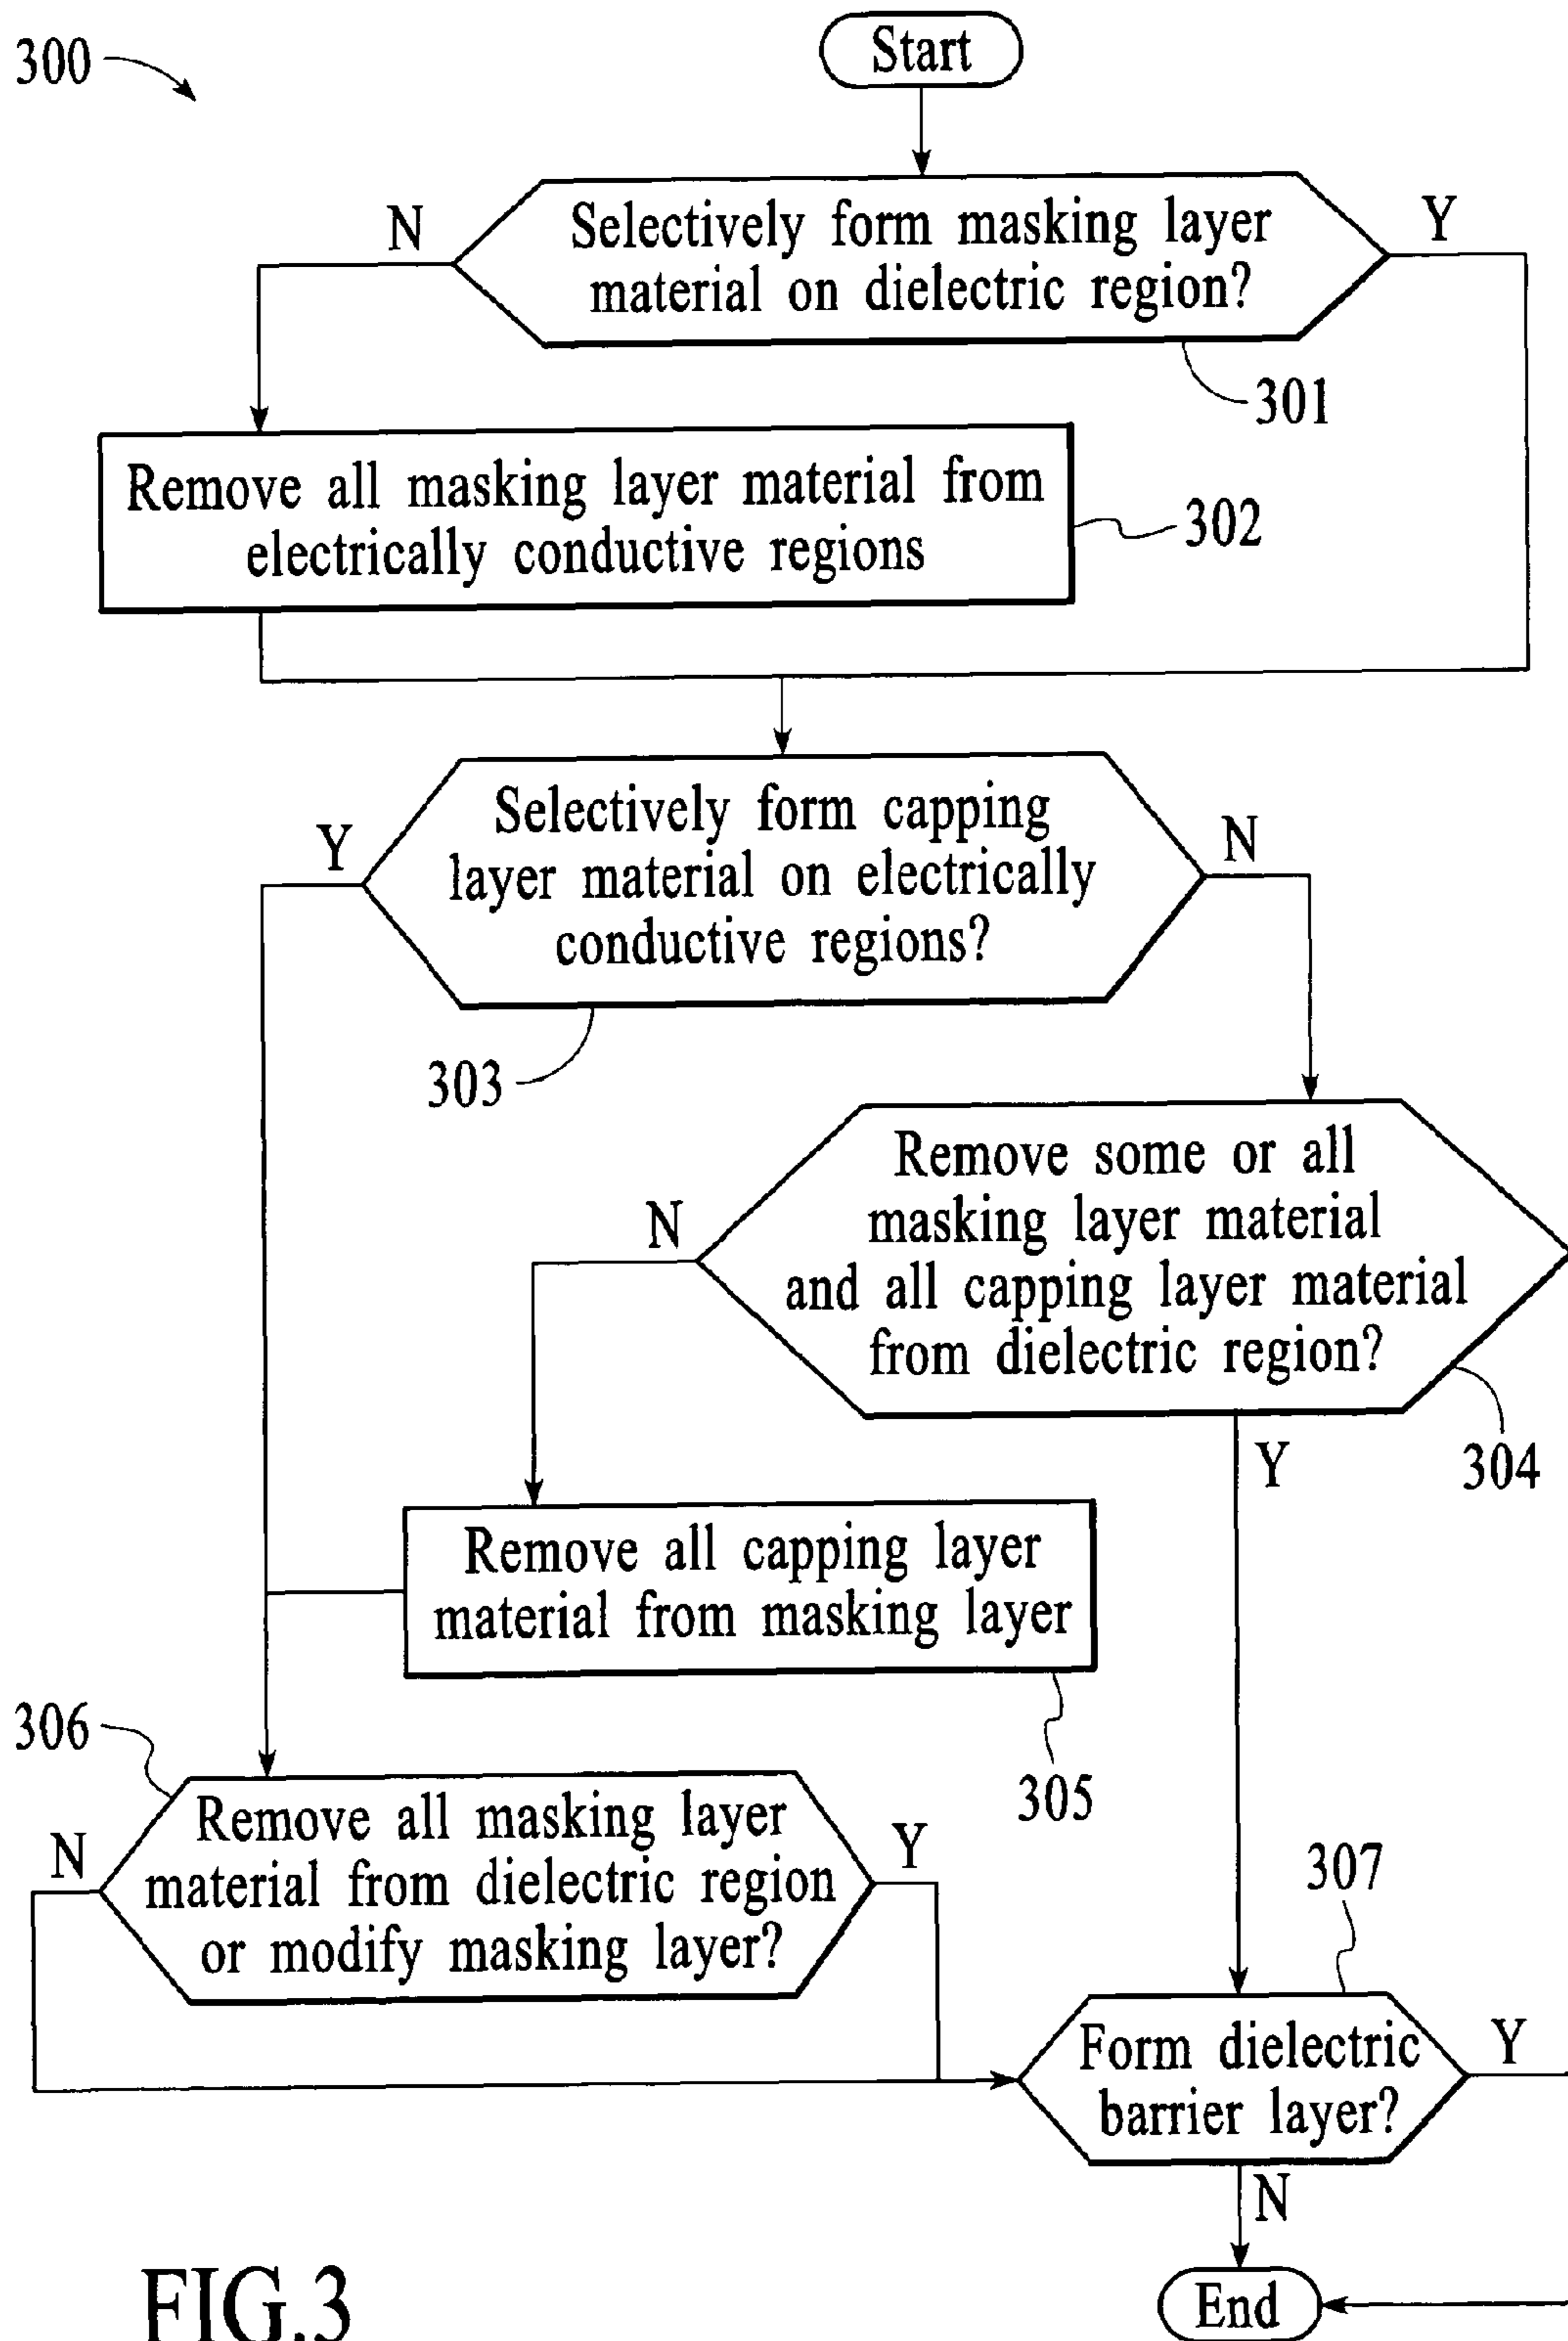 300
Start
N
Selectively form masking layer
material on dielectric region?
Y
301
Remove all masking layer material from
electrically conductive regions
302
Y
Selectively form capping
layer material on electrically
conductive regions?
N
303
N
Remove some or all
masking layer material
and all capping layer material
from dielectric region?
304
Y
Remove all capping layer
material from masking layer
305
306
N
Remove all masking layer
material from dielectric region
or modify masking layer?
Y
307
Form dielectric
barrier layer?
Y
N
End
FIG.3